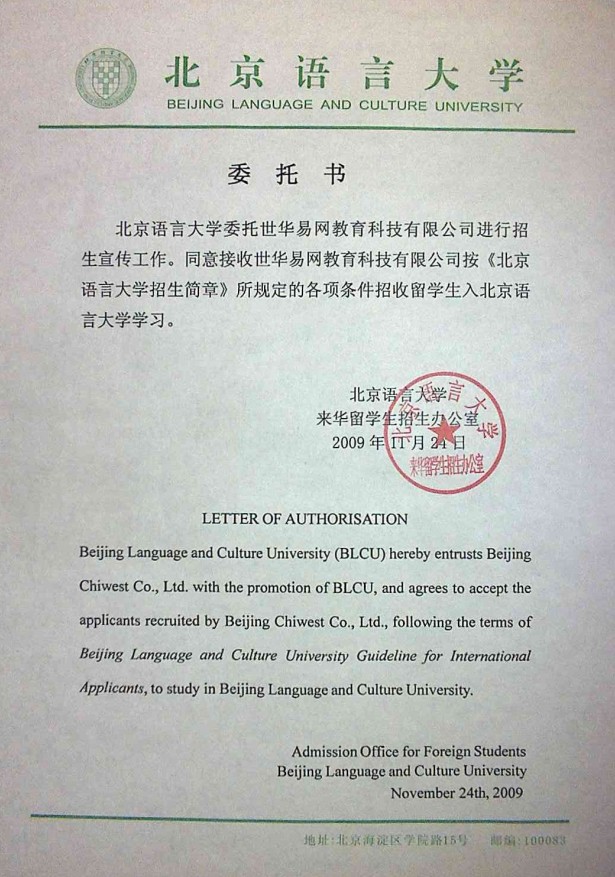 北京语言大学
BEIJING LANGUAGE AND CULTURE UNIVERSITY
委托书
北京语言大学委托世华易网教育科技有限公司进行招
生宣传工作。同意接收世华易网教育科技有限公司按《北京
语言大学招生简章》所规定的各项条件招收留学生入北京语
言大学学习。
北京语言大学
来华留学生招生办公室
2009年11月24日
北京语言大学
来华留学生招生办公室
LETTER OF AUTHORISATION
Beijing Language and Culture University (BLCU) hereby entrusts Beijing
Chiwest Co., Ltd. with the promotion of BLCU, and agrees to accept the
applicants recruited by Beijing Chiwest Co., Ltd., following the terms of
Beijing Language and Culture University Guideline for International
Applicants, to study in Beijing Language and Culture University.
Admission Office for Foreign Students
Beijing Language and Culture University
November 24th, 2009
地址:北京海淀区学院路15号 邮编:100083